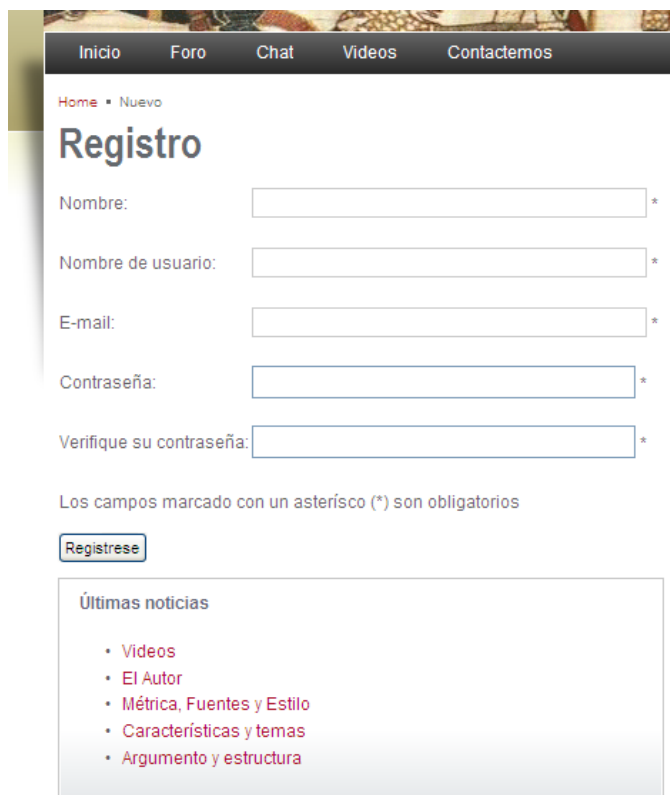 Inicio Foro Chat Videos Contactemos
Home ▪ Nuevo
Registro
Nombre: *
Nombre de usuario: *
E-mail: *
Contraseña: *
Verifique su contraseña: *
Los campos marcado con un asterísco (*) son obligatorios
Registrese
Últimas noticias
• Videos
• El Autor
• Métrica, Fuentes y Estilo
• Características y temas
• Argumento y estructura